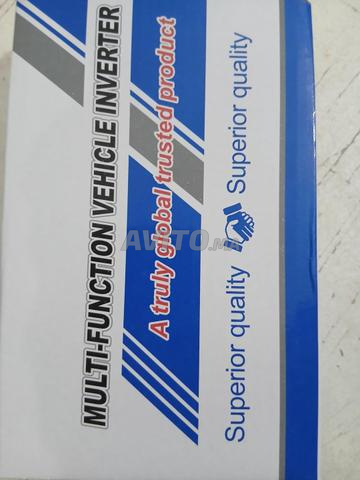 MULTI-FUNCTION VEHICLE INVERTER
A truly global trusted product
Superior quality Superior quality
AVITO.ma